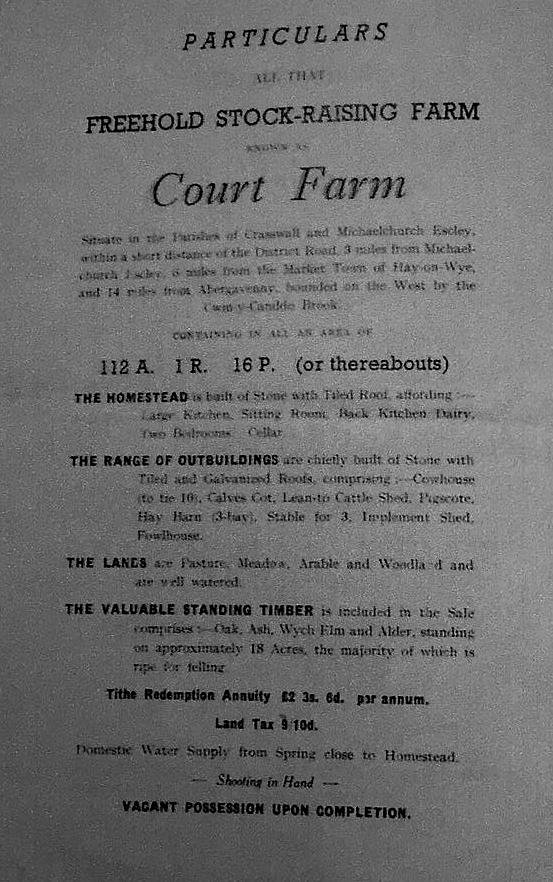 PARTICULARS
ALL THAT
FREEHOLD STOCK-RAISING FARM
KNOWN AS
Court Farm
Situate in the Parishes of Crasswall and Michaelchurch Escley,
within a short distance of the District Road, 3 miles from Michael-
church Escley, 6 miles from the Market Town of Hay-on-Wye,
and 14 miles from Abergavenny, bounded on the West by the
Brook.
CONTAINING IN ALL AN AREA OF
112 A. 1 R. 16 P. (or thereabouts)
THE HOMESTEAD is built of Stone with Tiled Roof, affording :—
Large Kitchen, Sitting Room, Back Kitchen Dairy,
Two Bedrooms. Cellar.
THE RANGE OF OUTBUILDINGS are chiefly built of Stone with
Tiled and Galvanized Roofs, comprising :—Cowhouse
(to tie 10), Calves Cot, Lean-to Cattle Shed, Pigscote,
Hay Barn (3-bay), Stable for 3, Implement Shed,
Fowlhouse.
THE LANDS are Pasture, Meadow, Arable and Woodla d and
are well watered.
THE VALUABLE STANDING TIMBER is included in the Sale
comprises :—Oak, Ash, Wych Elm and Alder, standing
on approximately 18 Acres, the majority of which is
ripe for felling
Tithe Redemption Annuity £2 3s. 6d. per annum.
Land Tax 9/10d.
Domestic Water Supply from Spring close to Homestead.
— Shooting in Hand —
VACANT POSSESSION UPON COMPLETION.